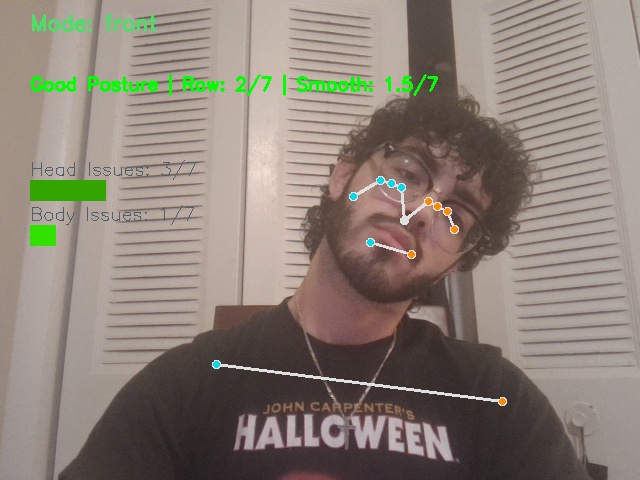 Mode: front
Good Posture | Raw: 2/7 | Smooth: 1.5/7
Head Issues: 3/7
Body Issues: 1/7
JOHN CARPENTER'S
HALLOWEEN